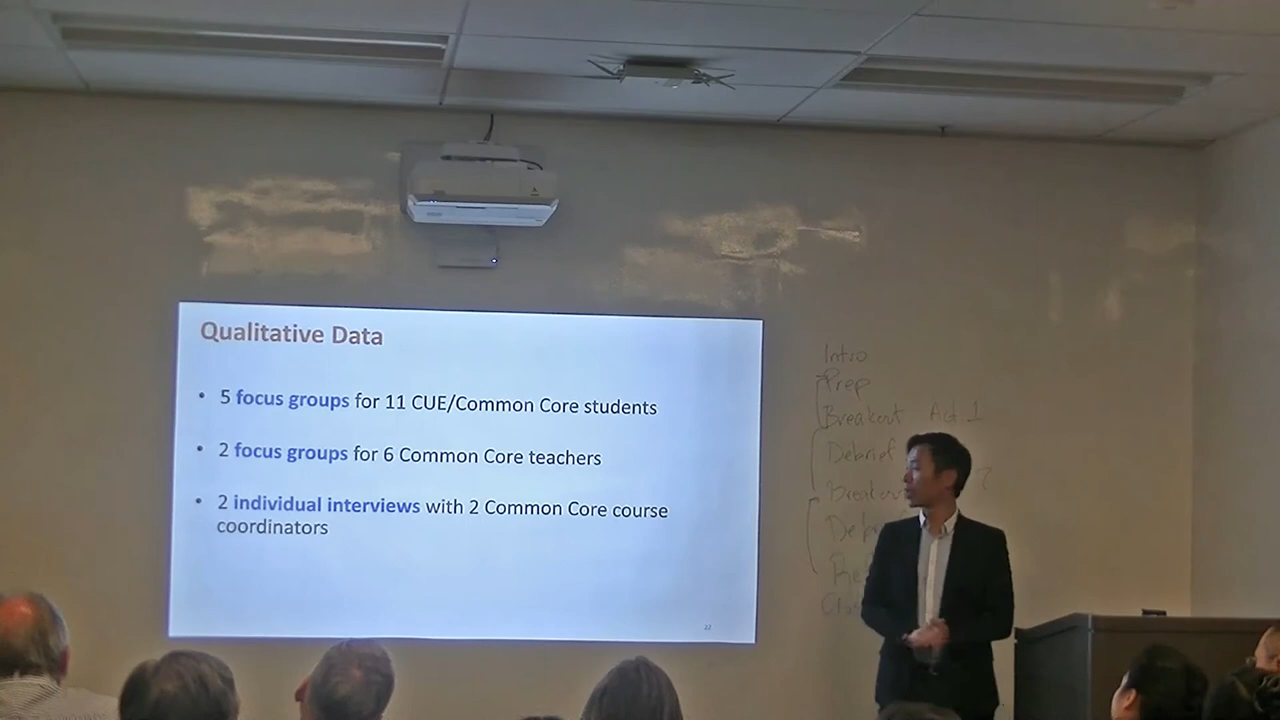 Qualitative Data
• 5 focus groups for 11 CUE/Common Core students
• 2 focus groups for 6 Common Core teachers
• 2 individual interviews with 2 Common Core course
coordinators
Intro
Prep
Breakout Act. 1
Debrief